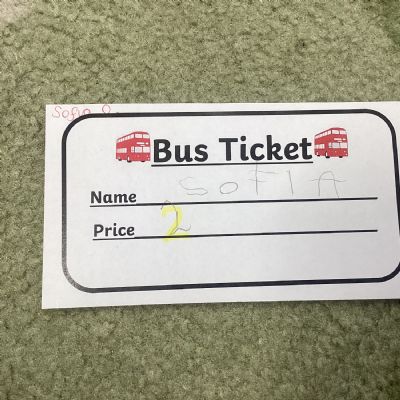 Sofia O
Bus Ticket
Name SOFIA
Price 2